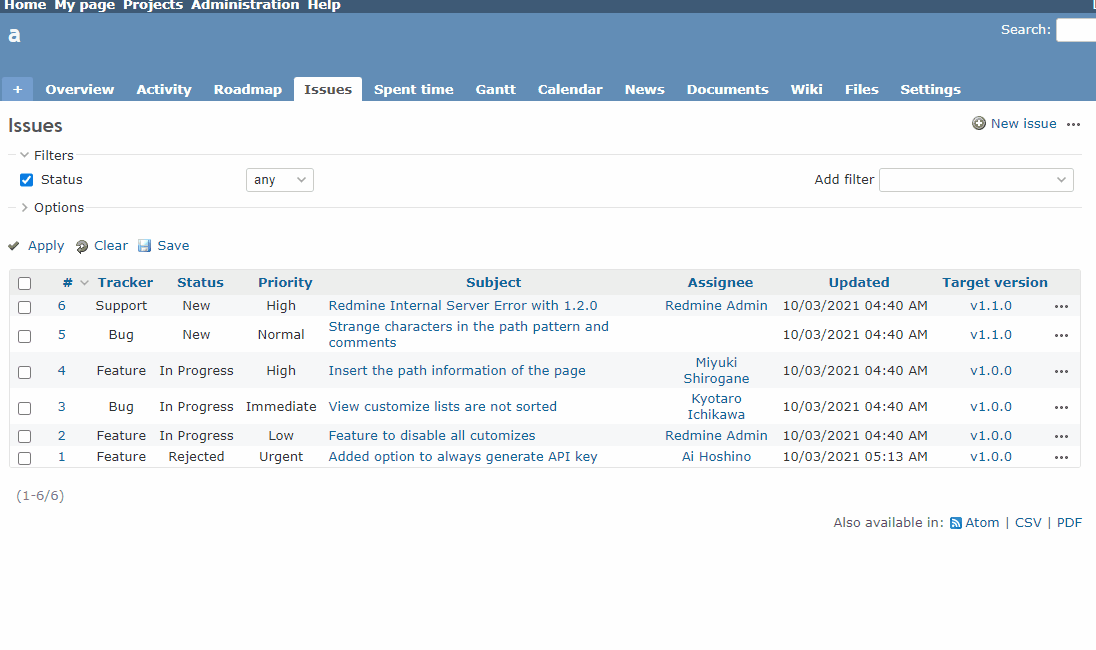 Home My page Projects Administration Help
a
Search:
+ Overview Activity Roadmap Issues Spent time Gantt Calendar News Documents Wiki Files Settings
Issues
New issue ...
Filters
Status any Add filter
Options
Apply Clear Save
# Tracker Status Priority Subject Assignee Updated Target version
6 Support New High Redmine Internal Server Error with 1.2.0 Redmine Admin 10/03/2021 04:40 AM v1.1.0 ...
5 Bug New Normal Strange characters in the path pattern and comments 10/03/2021 04:40 AM v1.1.0 ...
4 Feature In Progress High Insert the path information of the page Miyuki Shirogane 10/03/2021 04:40 AM v1.0.0 ...
3 Bug In Progress Immediate View customize lists are not sorted Kyotaro Ichikawa 10/03/2021 04:40 AM v1.0.0 ...
2 Feature In Progress Low Feature to disable all cutomizes Redmine Admin 10/03/2021 04:40 AM v1.0.0 ...
1 Feature Rejected Urgent Added option to always generate API key Ai Hoshino 10/03/2021 05:13 AM v1.0.0 ...
(1-6/6)
Also available in: Atom | CSV | PDF